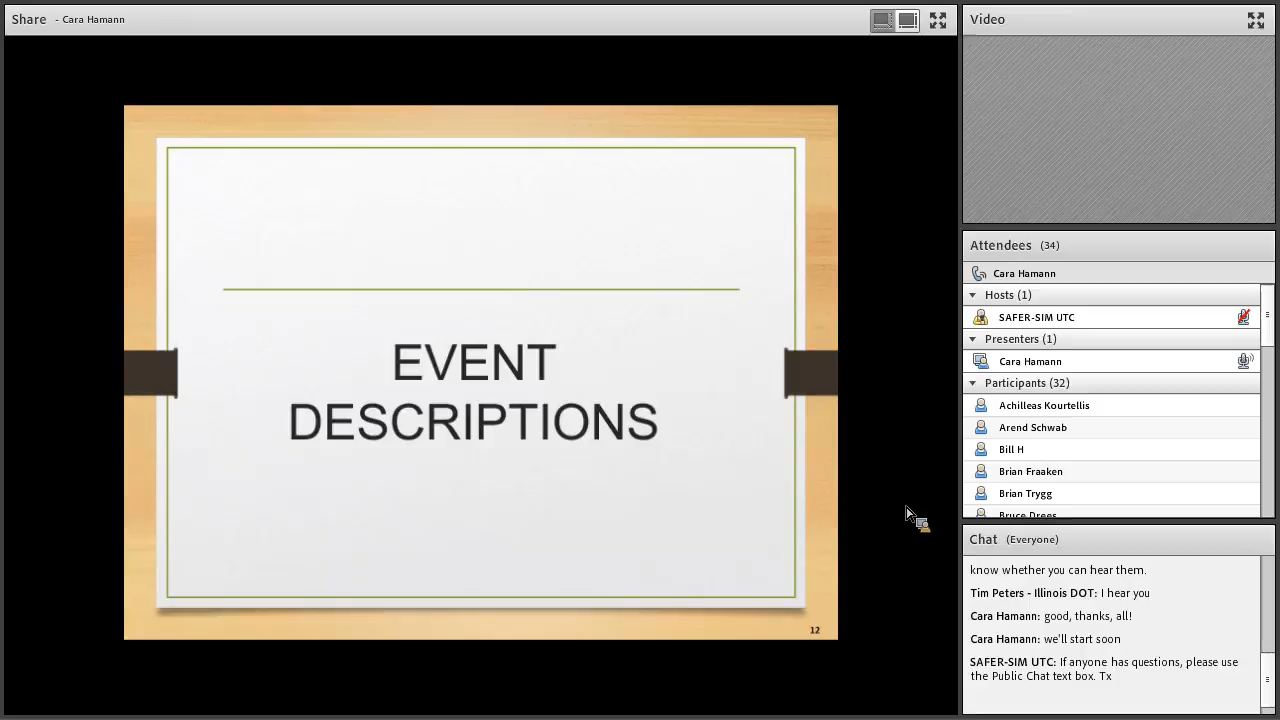 Share - Cara Hamann
EVENT
DESCRIPTIONS
12
Video
Attendees (34)
Cara Hamann
Hosts (1)
SAFER-SIM UTC
Presenters (1)
Cara Hamann
Participants (32)
Achilleas Kourtellis
Arend Schwab
Bill H
Brian Fraaken
Brian Trygg
Bruce Drees
Chat (Everyone)
know whether you can hear them.
Tim Peters - Illinois DOT: I hear you
Cara Hamann: good, thanks, all!
Cara Hamann: we'll start soon
SAFER-SIM UTC: If anyone has questions, please use
the Public Chat text box. Tx